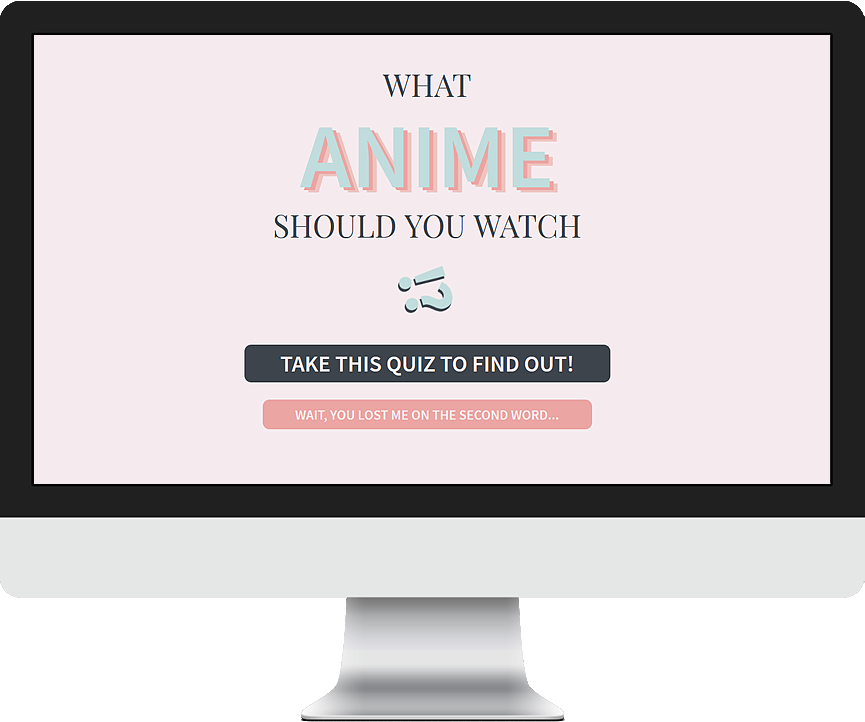 WHAT
ANIME
SHOULD YOU WATCH
!?
TAKE THIS QUIZ TO FIND OUT!
WAIT, YOU LOST ME ON THE SECOND WORD...